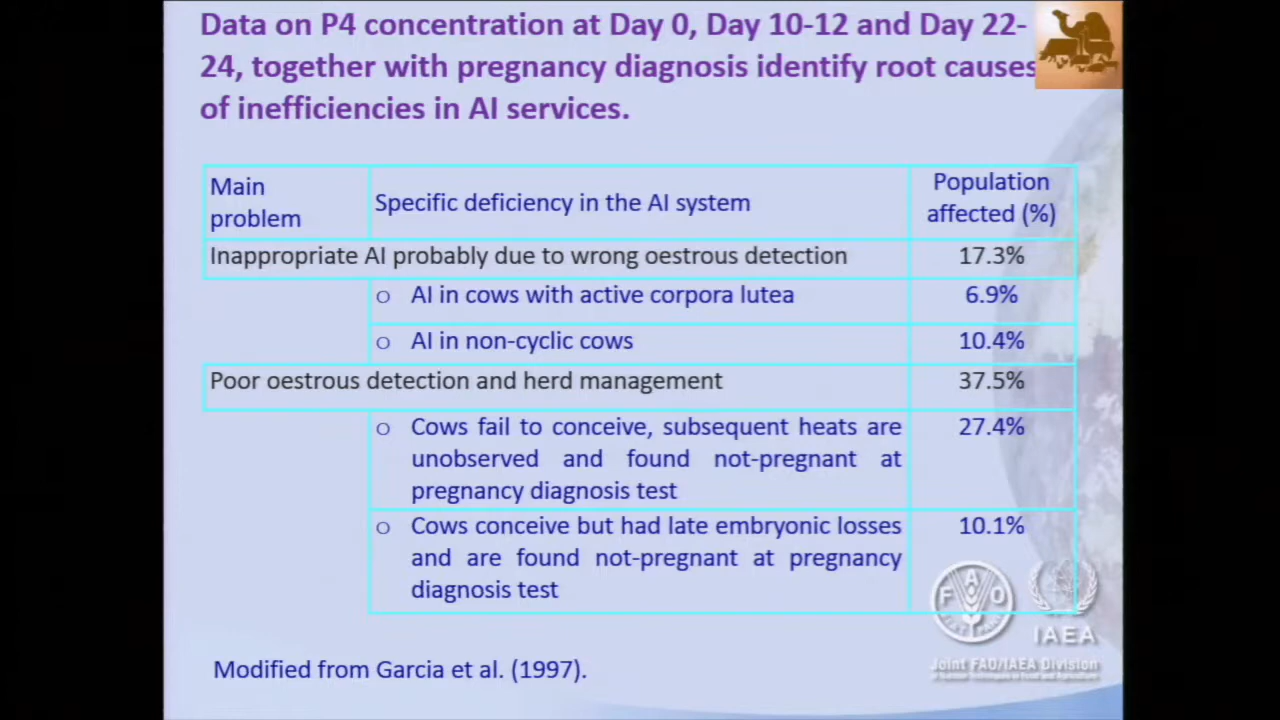 Data on P4 concentration at Day 0, Day 10-12 and Day 22-
24, together with pregnancy diagnosis identify root causes
of inefficiencies in AI services.
Main
problem
Specific deficiency in the AI system
Population
affected (%)
Inappropriate AI probably due to wrong oestrous detection
17.3%
o AI in cows with active corpora lutea
6.9%
o AI in non-cyclic cows
10.4%
Poor oestrous detection and herd management
37.5%
o Cows fail to conceive, subsequent heats are
unobserved and found not-pregnant at
pregnancy diagnosis test
27.4%
o Cows conceive but had late embryonic losses
and are found not-pregnant at pregnancy
diagnosis test
10.1%
F A O
IAEA
Joint FAO/IAEA Division
Modified from Garcia et al. (1997).